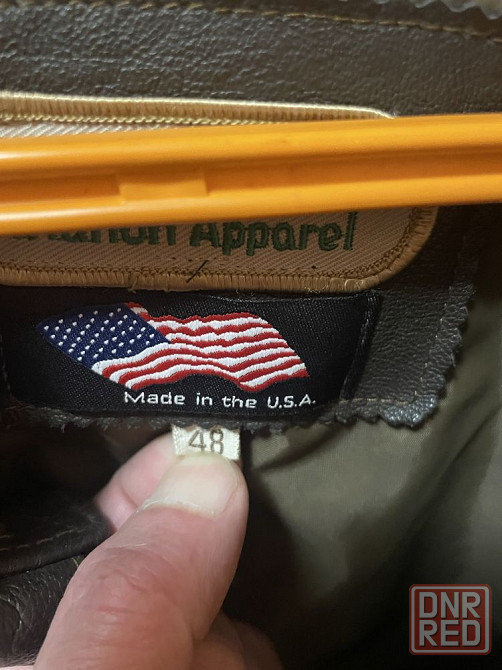 Apparel
Made in the U.S.A.
48
DNR
RED